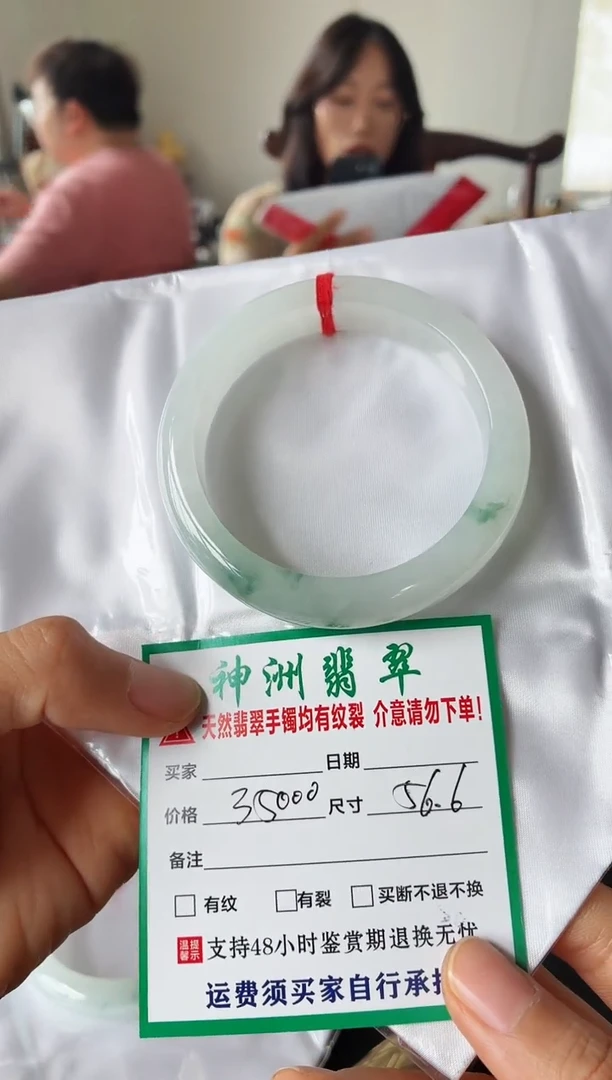 神洲翡翠
天然翡翠手镯均有纹裂 介意请勿下单!
买家 日期
价格 35000 尺寸 56.6
备注
有纹 有裂 买断不退不换
温馨提示 支持48小时鉴赏期退换无忧
运费须买家自行承担